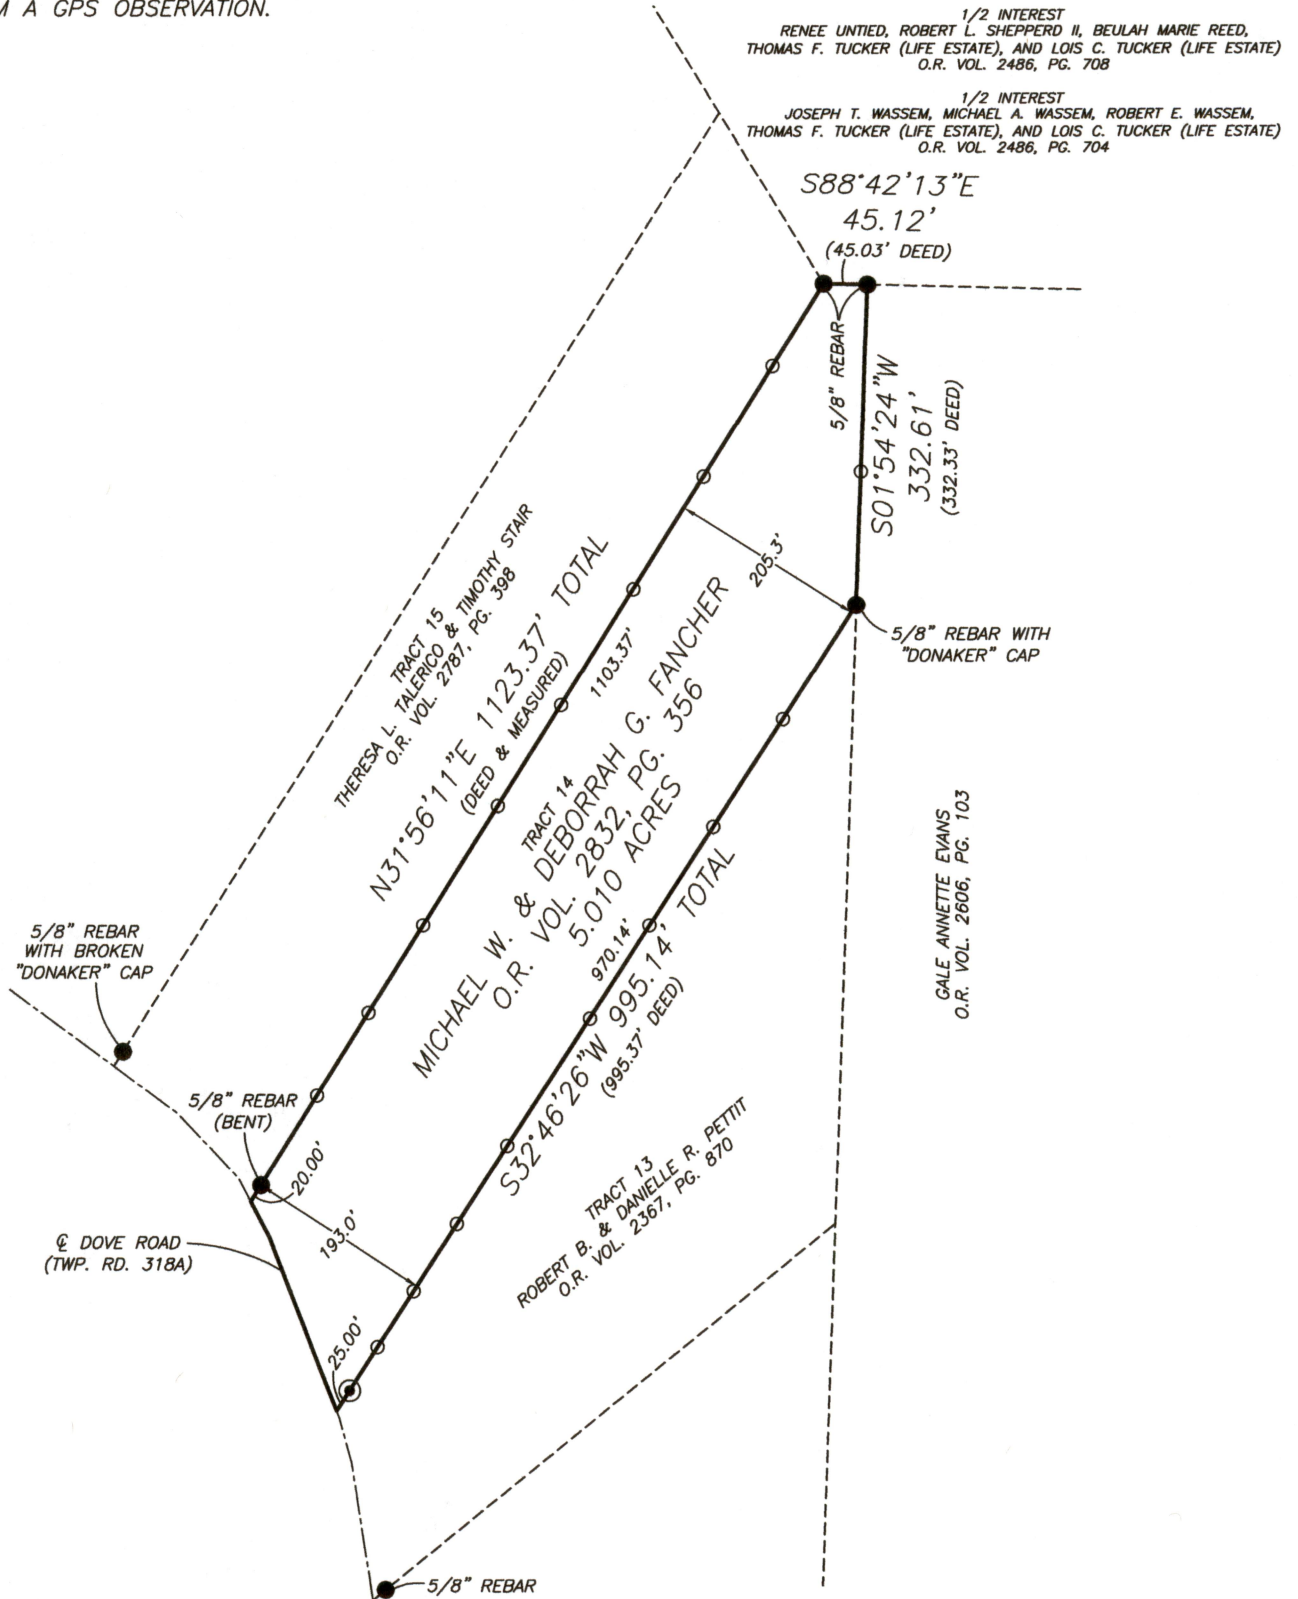 M A GPS OBSERVATION.
1/2 INTEREST
RENEE UNTIED, ROBERT L. SHEPPERD II, BEULAH MARIE REED,
THOMAS F. TUCKER (LIFE ESTATE), AND LOIS C. TUCKER (LIFE ESTATE)
O.R. VOL. 2486, PG. 708
1/2 INTEREST
JOSEPH T. WASSEM, MICHAEL A. WASSEM, ROBERT E. WASSEM,
THOMAS F. TUCKER (LIFE ESTATE), AND LOIS C. TUCKER (LIFE ESTATE)
O.R. VOL. 2486, PG. 704
S88°42'13"E
45.12'
(45.03' DEED)
5/8" REBAR
S01°54'24"W
332.61'
(332.33' DEED)
205.3'
5/8" REBAR WITH
"DONAKER" CAP
TRACT 15
THERESA L. TALERICO & TIMOTHY STAIR
O.R. VOL. 2787, PG. 398
N31°56'11"E 1123.37' TOTAL
(DEED & MEASURED)
1103.37'
TRACT 14
MICHAEL W. & DEBORRAH G. FANCHER
O.R. VOL. 2832, PG. 356
5.010 ACRES
970.14'
S32°46'26"W 995.14' TOTAL
(995.37' DEED)
GALE ANNETTE EVANS
O.R. VOL. 2606, PG. 103
5/8" REBAR
WITH BROKEN
"DONAKER" CAP
5/8" REBAR
(BENT)
20.00'
193.0'
℄ DOVE ROAD
(TWP. RD. 318A)
25.00'
TRACT 13
ROBERT B. & DANIELLE R. PETTIT
O.R. VOL. 2367, PG. 870
5/8" REBAR